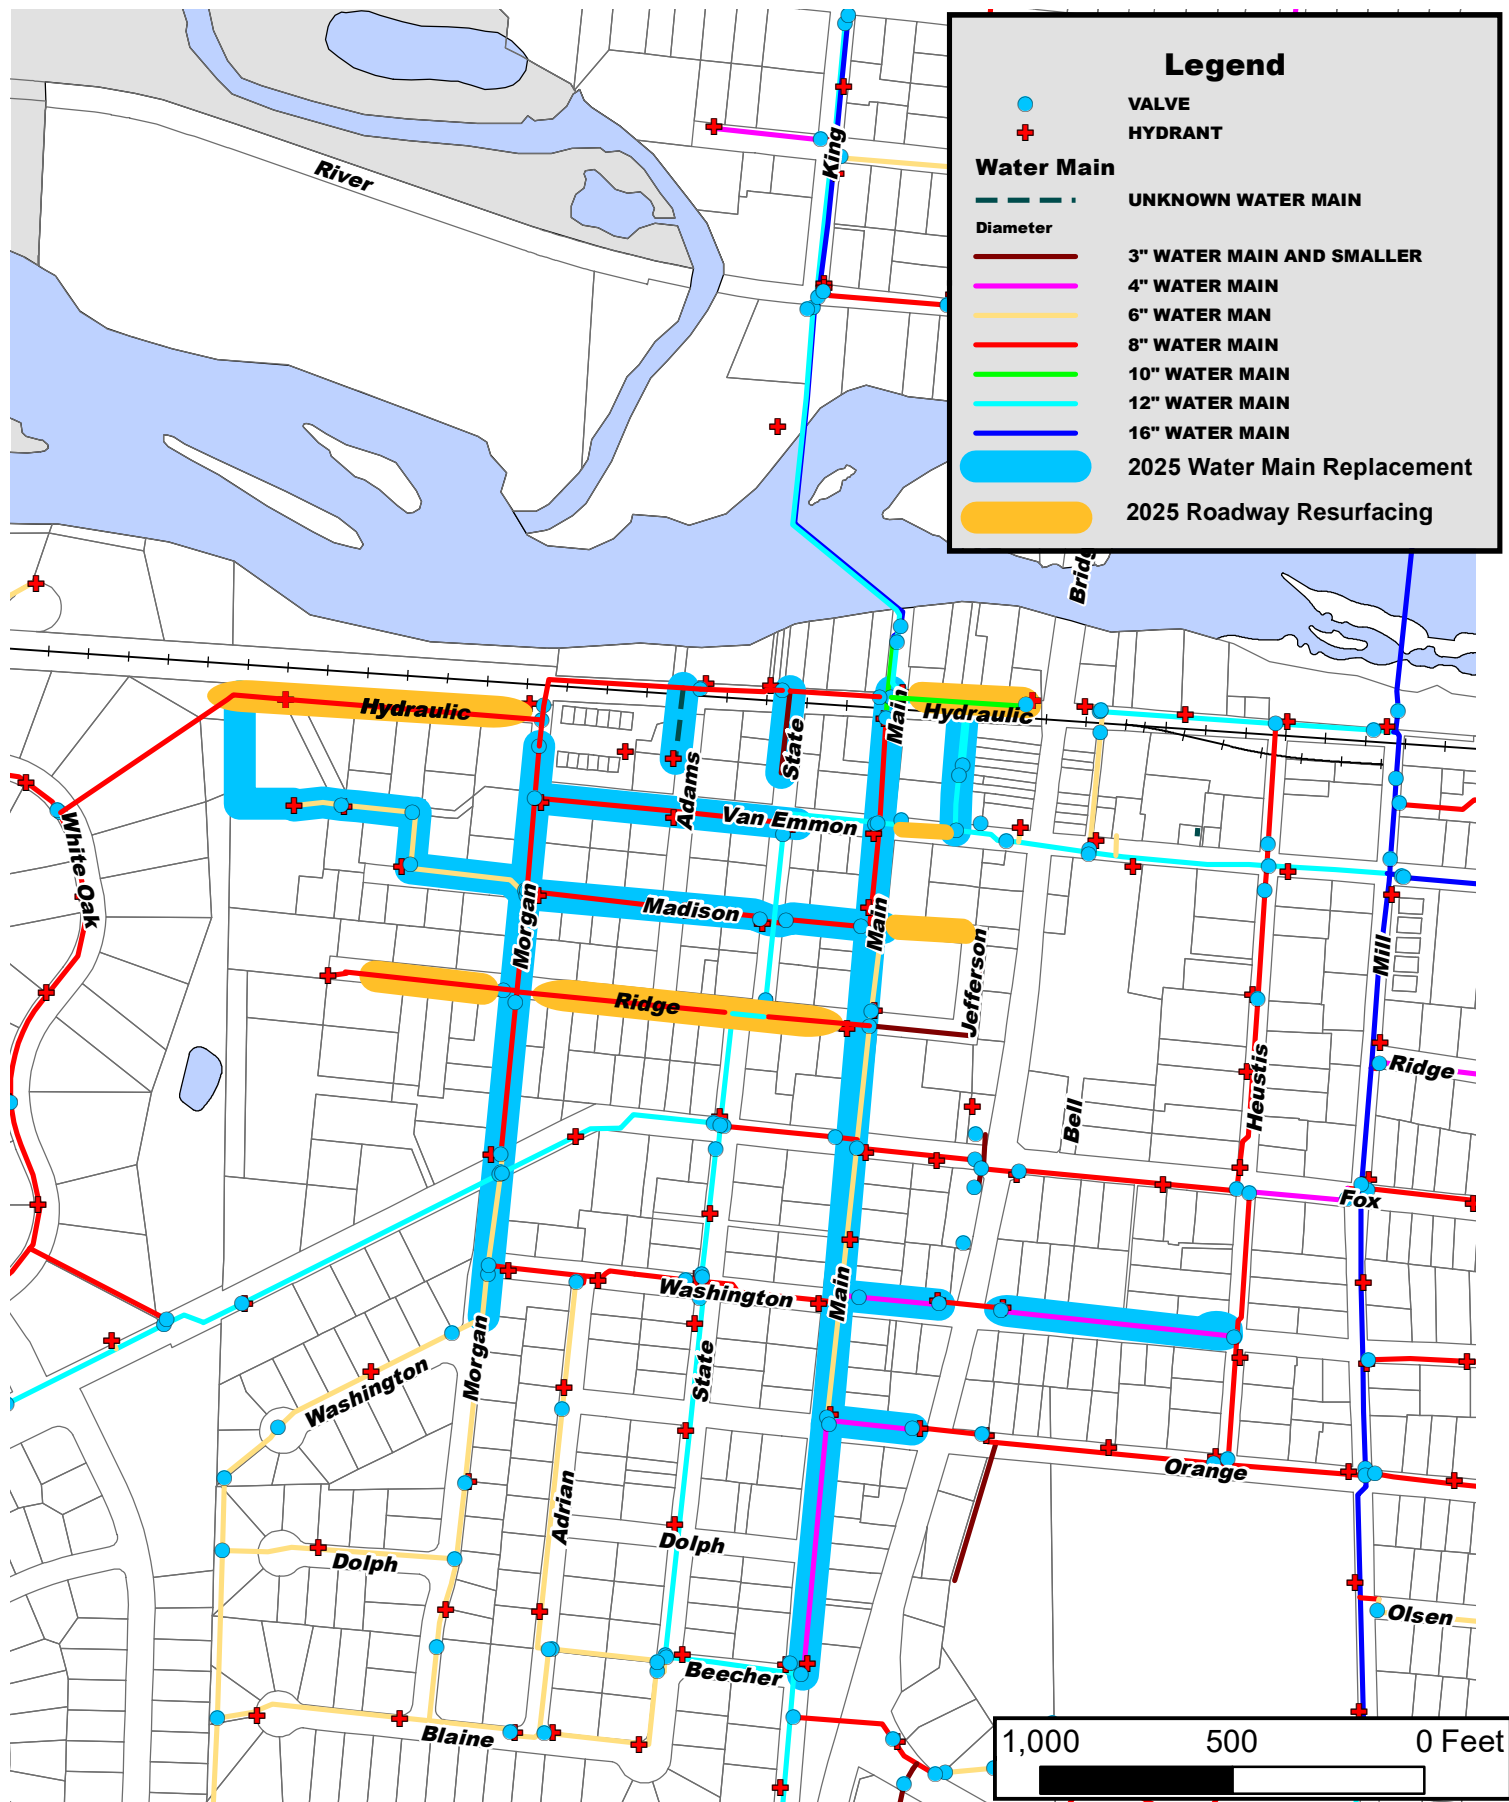 Legend
VALVE
HYDRANT
Water Main
UNKNOWN WATER MAIN
Diameter
3" WATER MAIN AND SMALLER
4" WATER MAIN
6" WATER MAN
8" WATER MAIN
10" WATER MAIN
12" WATER MAIN
16" WATER MAIN
2025 Water Main Replacement
2025 Roadway Resurfacing
King
River
Bridg
Hydraulic
Main
Hydraulic
State
Adams
Van Emmon
White Oak
Morgan
Madison
Main
Jefferson
Mill
Ridge
Ridge
Heustis
Bell
Fox
Washington
Main
Morgan
Washington
State
Orange
Adrian
Dolph
Dolph
Olsen
Beecher
Blaine
1,000 500 0 Feet